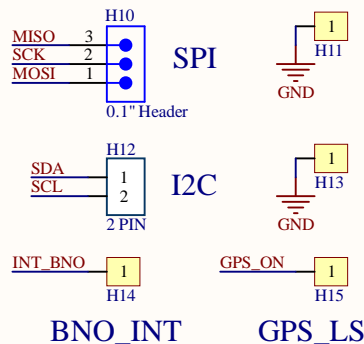 H10
MISO 3
SCK 2
MOSI 1
SPI
0.1" Header
1
H11
GND
H12
SDA 1
SCL 2
I2C
2 PIN
1
H13
GND
INT_BNO 1
H14
BNO_INT
GPS_ON 1
H15
GPS_LS